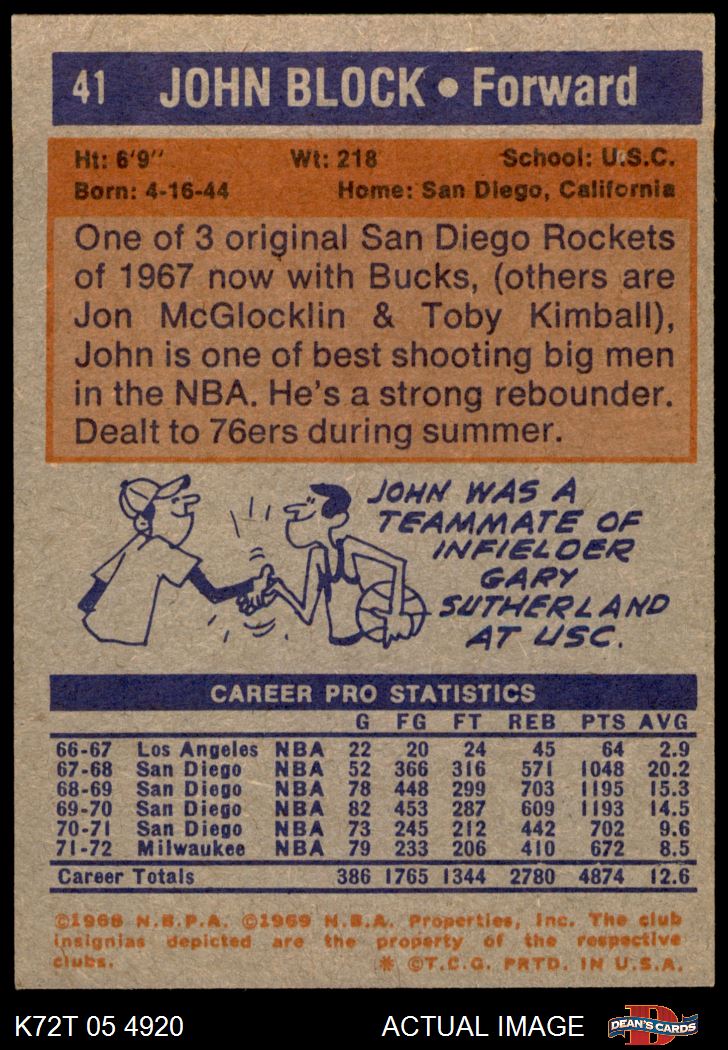 41 JOHN BLOCK • Forward
Ht: 6'9" Wt: 218 School: U.S.C.
Born: 4-16-44 Home: San Diego, California
One of 3 original San Diego Rockets
of 1967 now with Bucks, (others are
Jon McGlocklin & Toby Kimball),
John is one of best shooting big men
in the NBA. He's a strong rebounder.
Dealt to 76ers during summer.
JOHN WAS A
TEAMMATE OF
INFIELDER
GARY
SUTHERLAND
AT USC.
CAREER PRO STATISTICS
G FG FT REB PTS AVG
66-67 Los Angeles NBA 22 20 24 45 64 2.9
67-68 San Diego NBA 52 366 316 571 1048 20.2
68-69 San Diego NBA 78 448 299 703 1195 15.3
69-70 San Diego NBA 82 453 287 609 1193 14.5
70-71 San Diego NBA 73 245 212 442 702 9.6
71-72 Milwaukee NBA 79 233 206 410 672 8.5
Career Totals 386 1765 1344 2780 4874 12.6
©1968 N.B.P.A. ©1969 N.B.A. Properties, Inc. The club
insignias depicted are the property of the respective
clubs. * ©T.C.G. PRTD. IN U.S.A.
K72T 05 4920 ACTUAL IMAGE D DEAN'S CARDS